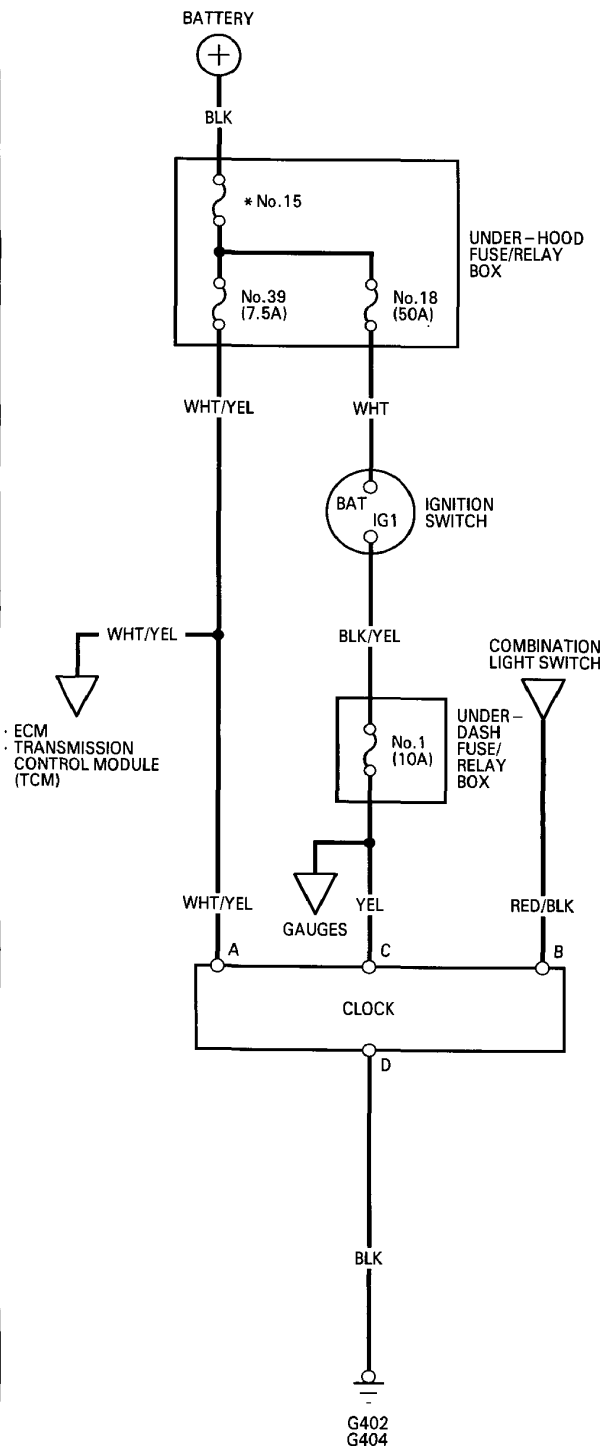 BATTERY
+
BLK
* No.15
UNDER-HOOD
FUSE/RELAY
BOX
No.39
(7.5A)
No.18
(50A)
WHT/YEL
WHT
BAT
IG1
IGNITION
SWITCH
WHT/YEL
BLK/YEL
COMBINATION
LIGHT SWITCH
· ECM
· TRANSMISSION
CONTROL MODULE
(TCM)
No.1
(10A)
UNDER-
DASH
FUSE/
RELAY
BOX
GAUGES
WHT/YEL
YEL
RED/BLK
A
C
B
CLOCK
D
BLK
G402
G404